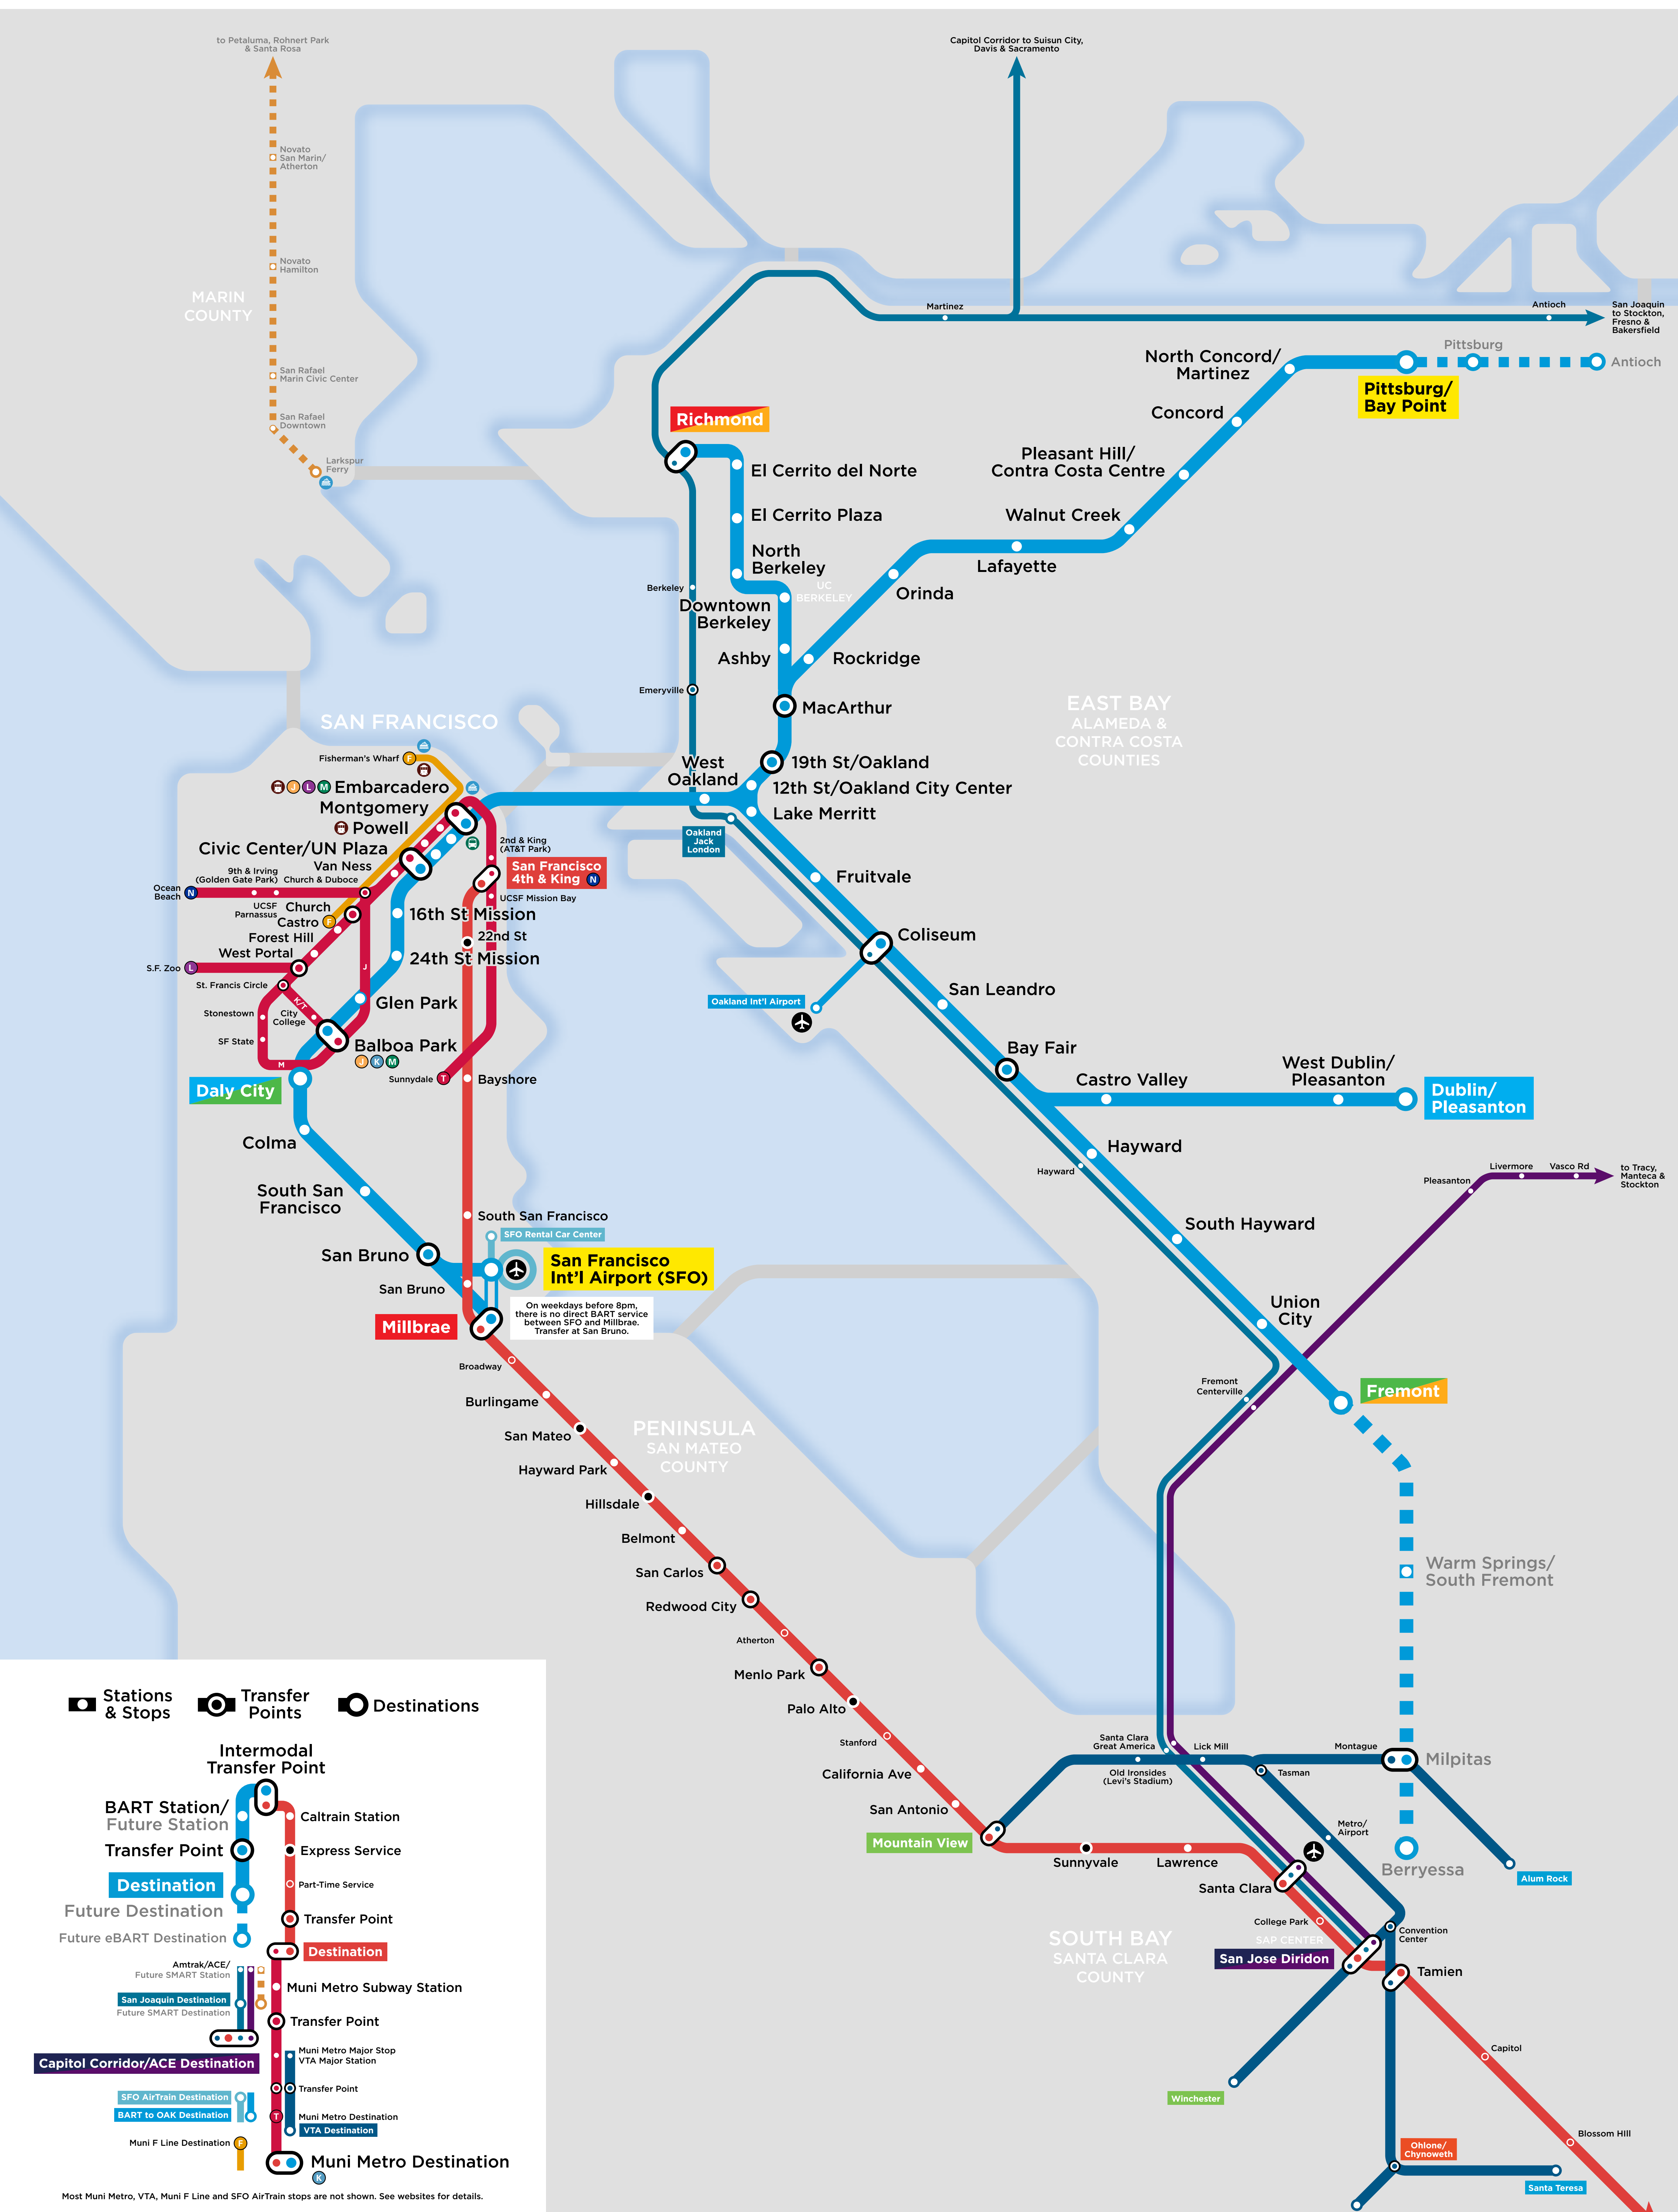 to Petaluma, Rohnert Park
& Santa Rosa
Capitol Corridor to Suisun City,
Davis & Sacramento
Novato
San Marin/
Atherton
Novato
Hamilton
MARIN
COUNTY
San Rafael
Marin Civic Center
San Rafael
Downtown
Larkspur
Ferry
Martinez
Antioch
San Joaquin
to Stockton,
Fresno &
Bakersfield
North Concord/
Martinez
Pittsburg
Antioch
Pittsburg/
Bay Point
Concord
Pleasant Hill/
Contra Costa Centre
Walnut Creek
Lafayette
Orinda
Rockridge
Richmond
El Cerrito del Norte
El Cerrito Plaza
North
Berkeley
UC
BERKELEY
Berkeley
Downtown
Berkeley
Ashby
Emeryville
MacArthur
EAST BAY
ALAMEDA &
CONTRA COSTA
COUNTIES
19th St/Oakland
12th St/Oakland City Center
Lake Merritt
West
Oakland
Oakland
Jack
London
SAN FRANCISCO
Fisherman's Wharf
F
J L M Embarcadero
Montgomery
Powell
Civic Center/UN Plaza
Van Ness
9th & Irving
(Golden Gate Park)
Church & Duboce
Ocean
Beach
N
UCSF
Parnassus
Church
Castro
F
Forest Hill
West Portal
S.F. Zoo
L
St. Francis Circle
Stonestown
SF State
City
College
K/T
J
M
2nd & King
(AT&T Park)
San Francisco
4th & King N
UCSF Mission Bay
16th St Mission
22nd St
24th St Mission
Glen Park
Balboa Park
J K M
Sunnydale
T
Bayshore
Daly City
Colma
South San
Francisco
South San Francisco
SFO Rental Car Center
San Bruno
San Bruno
San Francisco
Int'l Airport (SFO)
On weekdays before 8pm,
there is no direct BART service
between SFO and Millbrae.
Transfer at San Bruno.
Millbrae
Fruitvale
Coliseum
Oakland Int'l Airport
San Leandro
Bay Fair
Castro Valley
West Dublin/
Pleasanton
Dublin/
Pleasanton
Hayward
Hayward
South Hayward
Pleasanton
Livermore
Vasco Rd
to Tracy,
Manteca &
Stockton
Union
City
Fremont
Centerville
Fremont
Warm Springs/
South Fremont
Broadway
Burlingame
San Mateo
Hayward Park
Hillsdale
Belmont
San Carlos
Redwood City
Atherton
Menlo Park
Palo Alto
Stanford
California Ave
San Antonio
Mountain View
PENINSULA
SAN MATEO
COUNTY
Santa Clara
Great America
Lick Mill
Old Ironsides
(Levi's Stadium)
Tasman
Montague
Milpitas
Metro/
Airport
Berryessa
Alum Rock
Sunnyvale
Lawrence
Santa Clara
College Park
SAP CENTER
San Jose Diridon
Convention
Center
Tamien
SOUTH BAY
SANTA CLARA
COUNTY
Capitol
Winchester
Blossom HIll
Ohlone/
Chynoweth
Santa Teresa
Stations
& Stops
Transfer
Points
Destinations
Intermodal
Transfer Point
BART Station/
Future Station
Transfer Point
Destination
Future Destination
Future eBART Destination
Caltrain Station
Express Service
Part-Time Service
Transfer Point
Destination
Amtrak/ACE/
Future SMART Station
San Joaquin Destination
Future SMART Destination
Capitol Corridor/ACE Destination
SFO AirTrain Destination
BART to OAK Destination
Muni F Line Destination
F
Muni Metro Subway Station
Transfer Point
Muni Metro Major Stop
VTA Major Station
Transfer Point
T
Muni Metro Destination
VTA Destination
Muni Metro Destination
K
Most Muni Metro, VTA, Muni F Line and SFO AirTrain stops are not shown. See websites for details.